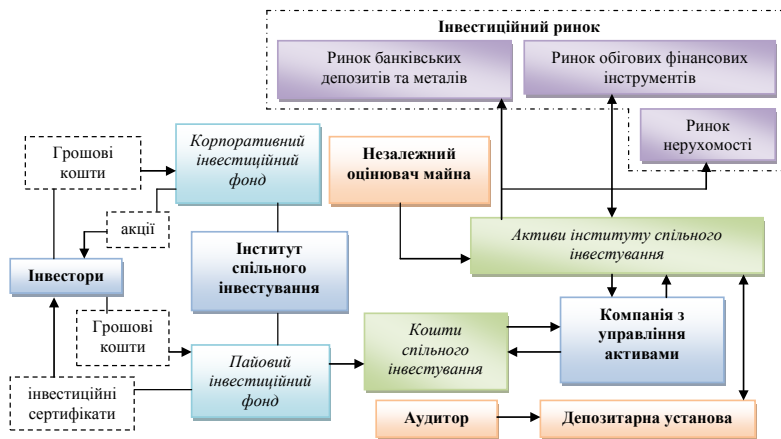 Інвестиційний ринок
Ринок банківських
депозитів та металів
Ринок обігових фінансових
інструментів
Ринок
нерухомості
Грошові
кошти
Корпоративний
інвестиційний
фонд
Незалежний
оцінювач майна
акції
Інвестори
Інститут
спільного
інвестування
Активи інституту спільного
інвестування
Грошові
кошти
Кошти
спільного
інвестування
Компанія з
управління
активами
інвестиційні
сертифікати
Пайовий
інвестиційний
фонд
Аудитор
Депозитарна установа